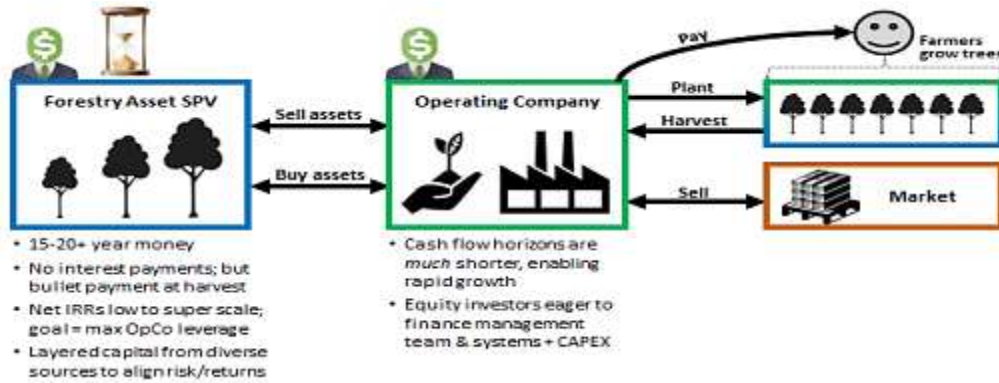 Pay
Farmers
grow trees
Forestry Asset SPV
Operating Company
Plant
Sell assets
Harvest
Buy assets
Sell
Market
• 15-20+ year money
• No interest payments; but
bullet payment at harvest
• Net IRRs low to super scale;
goal = max OpCo leverage
• Layered capital from diverse
sources to align risk/returns
• Cash flow horizons are
much shorter, enabling
rapid growth
• Equity investors eager to
finance management
team & systems + CAPEX
$
$